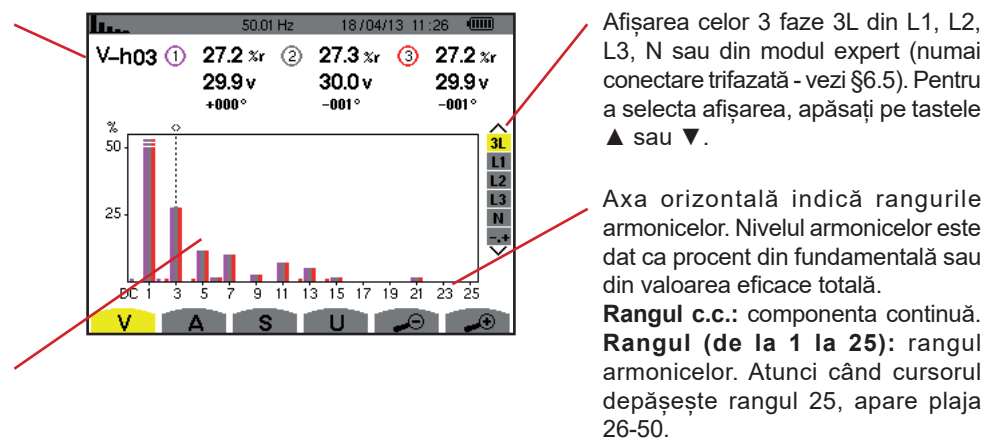 50.01 Hz 18/04/13 11:26
V-h03 1 27.2 %r 2 27.3 %r 3 27.2 %r
29.9 v 30.0 v 29.9 v
+000° -001° -001°
%
50
25
DC 1 3 5 7 9 11 13 15 17 19 21 23 25
3L
L1
L2
L3
N
-.+
V A S U
Afișarea celor 3 faze 3L din L1, L2,
L3, N sau din modul expert (numai
conectare trifazată - vezi §6.5). Pentru
a selecta afișarea, apăsați pe tastele
▲ sau ▼.
Axa orizontală indică rangurile
armonicelor. Nivelul armonicelor este
dat ca procent din fundamentală sau
din valoarea eficace totală.
Rangul c.c.: componenta continuă.
Rangul (de la 1 la 25): rangul
armonicelor. Atunci când cursorul
depășește rangul 25, apare plaja
26-50.